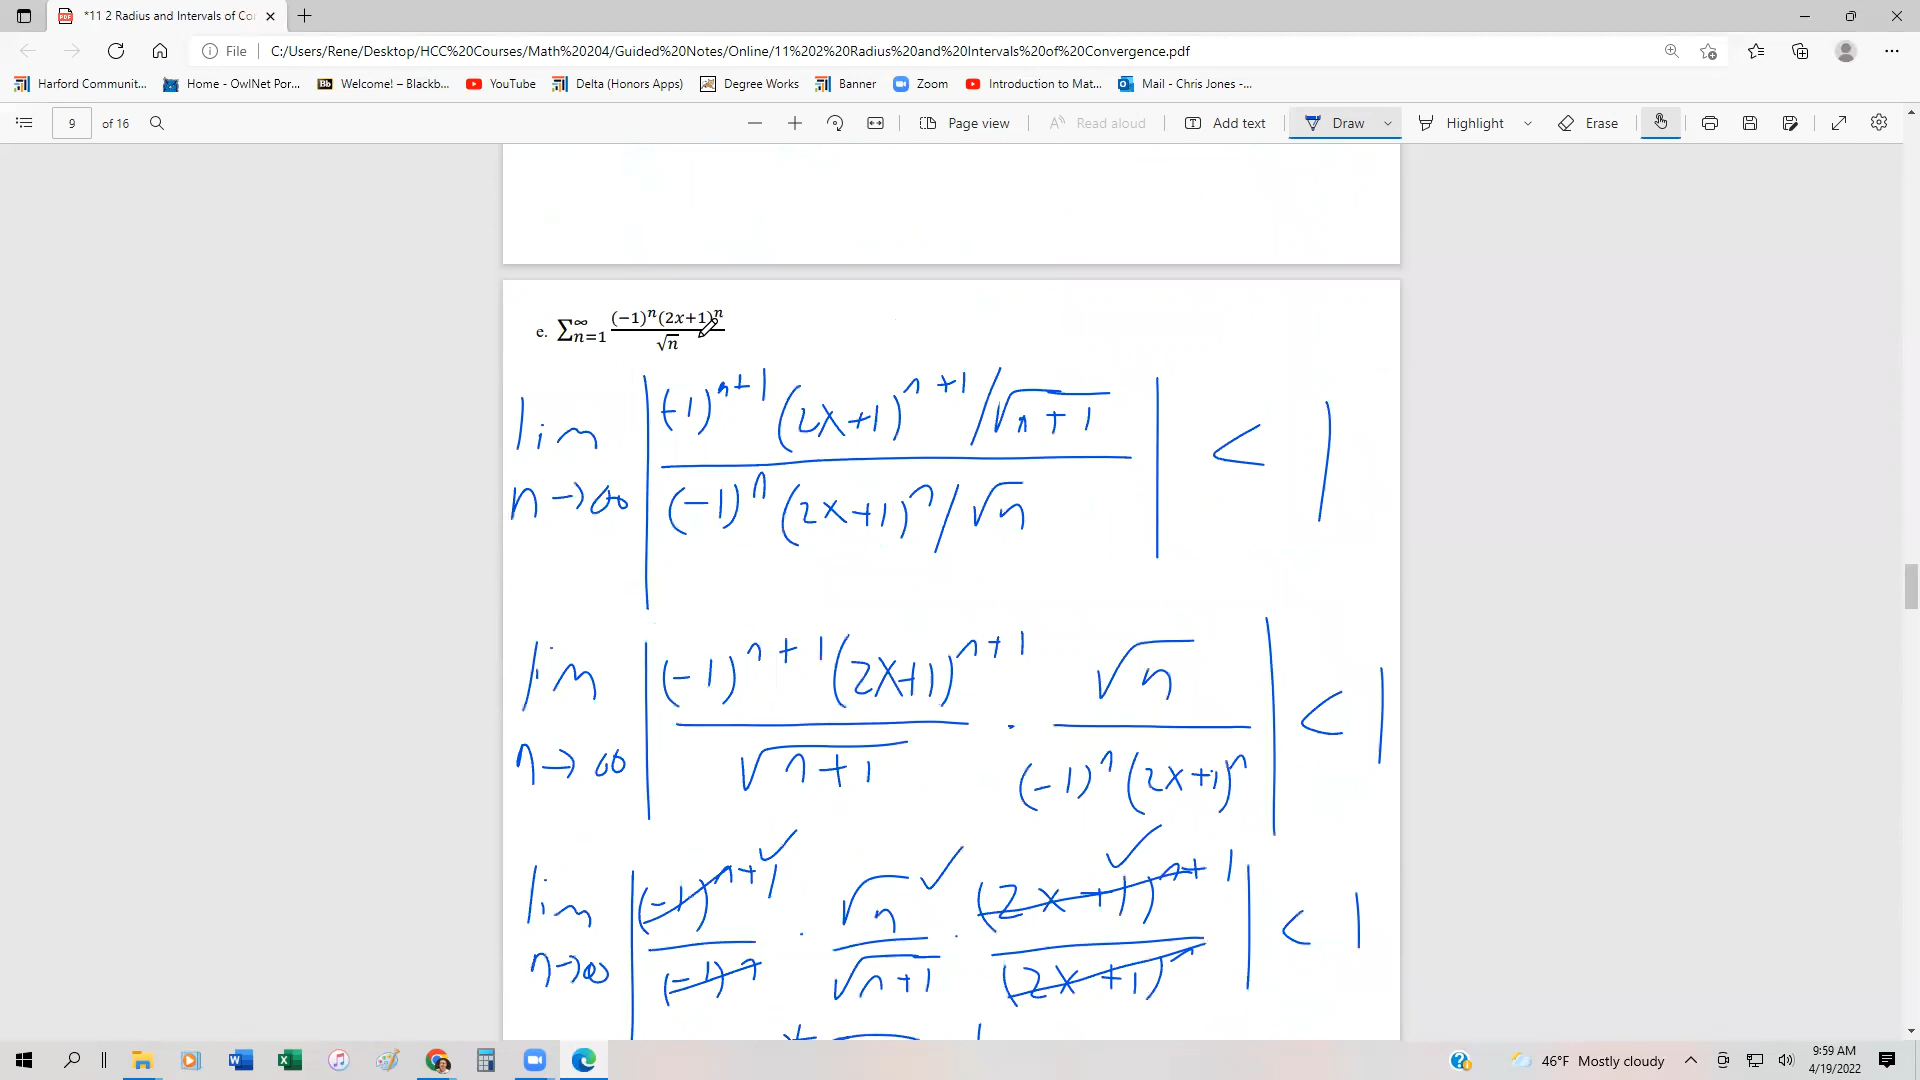 *11 2 Radius and Intervals of Co
File C:/Users/Rene/Desktop/HCC%20Courses/Math%20204/Guided%20Notes/Online/11%202%20Radius%20and%20Intervals%20of%20Convergence.pdf
Harford Communit... Home - OwlNet Por... Welcome! – Blackb... YouTube Delta (Honors Apps) Degree Works Banner Zoom Introduction to Mat... Mail - Chris Jones -...
9 of 16 Page view Read aloud Add text Draw Highlight Erase
e. ∑_{n=1}^{∞} (−1)^n(2x+1)^n / √n
lim n→∞ | ((-1)^{n+1} (2x+1)^{n+1} / √(n+1)) / ((-1)^n (2x+1)^n / √n) | < 1
lim n→∞ | (-1)^{n+1} (2x+1)^{n+1} / √(n+1) · √n / ((-1)^n (2x+1)^n) | < 1
lim n→∞ | (-1)^{n+1} / (-1)^n · √n / √(n+1) · (2x+1)^{n+1} / (2x+1)^n | < 1
46°F Mostly cloudy
9:59 AM
4/19/2022